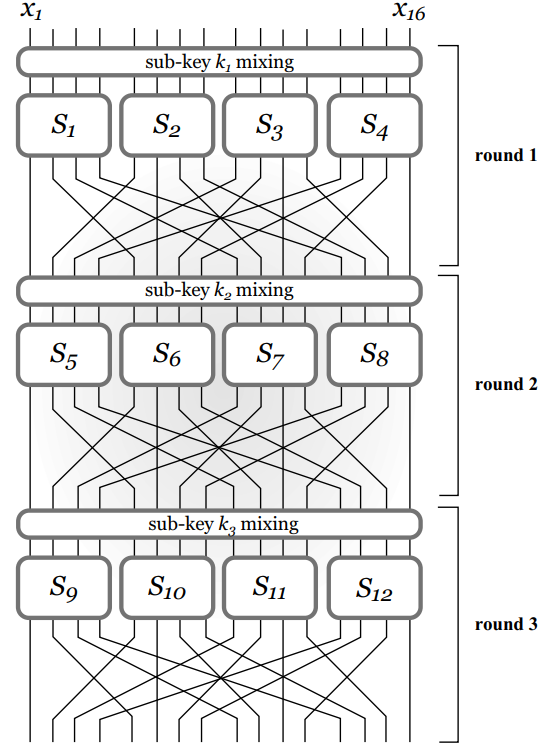 x1 x16
sub-key k1 mixing
S1 S2 S3 S4
round 1
sub-key k2 mixing
S5 S6 S7 S8
round 2
sub-key k3 mixing
S9 S10 S11 S12
round 3